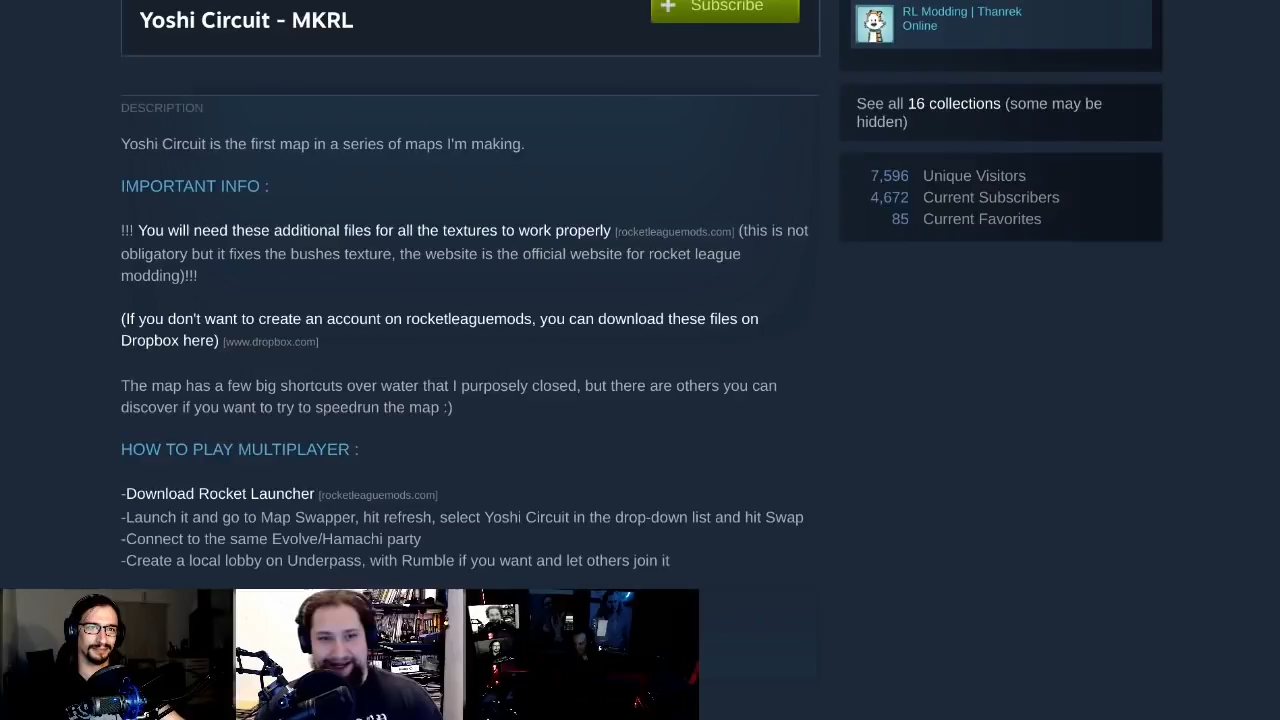 Yoshi Circuit - MKRL
+ Subscribe
RL Modding | Thanrek
Online
See all 16 collections (some may be
hidden)
7,596 Unique Visitors
4,672 Current Subscribers
85 Current Favorites
DESCRIPTION
Yoshi Circuit is the first map in a series of maps I'm making.
IMPORTANT INFO :
!!! You will need these additional files for all the textures to work properly [rocketleaguemods.com] (this is not
obligatory but it fixes the bushes texture, the website is the official website for rocket league
modding)!!!
(If you don't want to create an account on rocketleaguemods, you can download these files on
Dropbox here) [www.dropbox.com]
The map has a few big shortcuts over water that I purposely closed, but there are others you can
discover if you want to try to speedrun the map :)
HOW TO PLAY MULTIPLAYER :
-Download Rocket Launcher [rocketleaguemods.com]
-Launch it and go to Map Swapper, hit refresh, select Yoshi Circuit in the drop-down list and hit Swap
-Connect to the same Evolve/Hamachi party
-Create a local lobby on Underpass, with Rumble if you want and let others join it